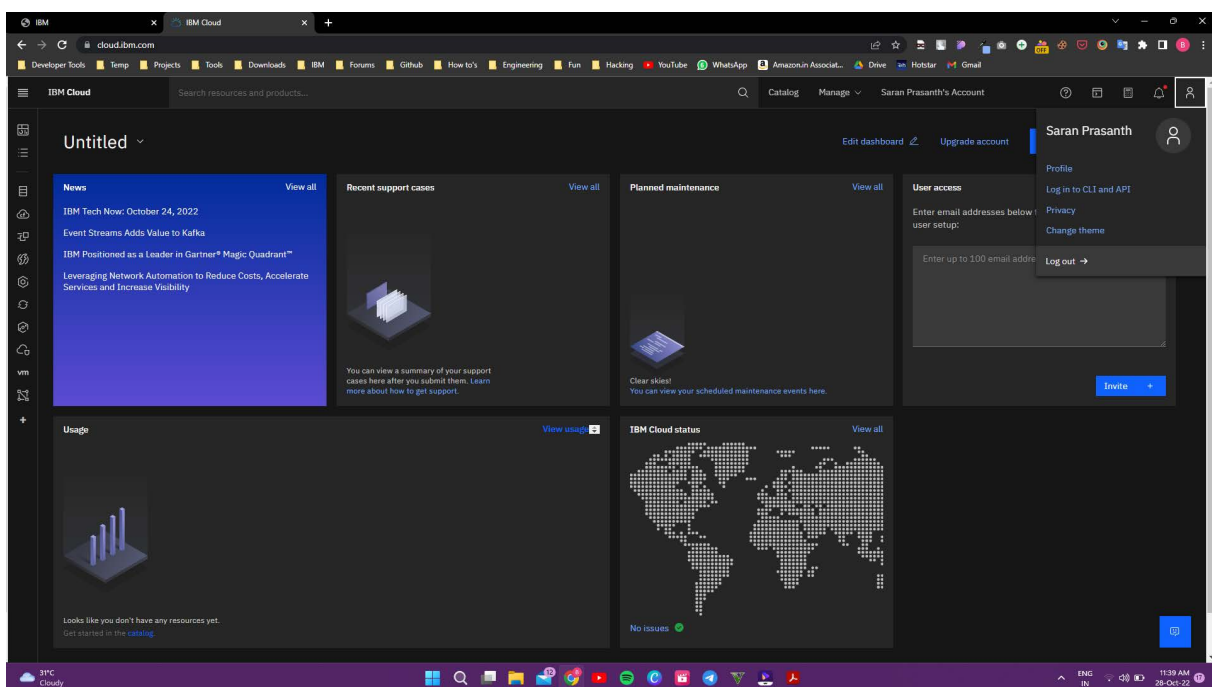 IBM
IBM Cloud
cloud.ibm.com
Developer Tools Temp Projects Tools Downloads IBM Forums Github How to's Engineering Fun Hacking YouTube WhatsApp Amazon.in Associat... Drive Hotstar Gmail
OFF
B
IBM Cloud Search resources and products... Catalog Manage Saran Prasanth's Account
Untitled
Edit dashboard Upgrade account
Saran Prasanth
Profile
Log in to CLI and API
Privacy
Change theme
Log out →
News View all
IBM Tech Now: October 24, 2022
Event Streams Adds Value to Kafka
IBM Positioned as a Leader in Gartner® Magic Quadrant™
Leveraging Network Automation to Reduce Costs, Accelerate
Services and Increase Visibility
Recent support cases View all
You can view a summary of your support
cases here after you submit them. Learn
more about how to get support.
Planned maintenance View all
Clear skies!
You can view your scheduled maintenance events here.
User access
Enter email addresses below
user setup:
Enter up to 100 email addre
Invite +
vm
Usage View usage
Looks like you don't have any resources yet.
Get started in the catalog.
IBM Cloud status View all
No issues
31°C
Cloudy
ENG
IN
11:39 AM
28-Oct-22
17